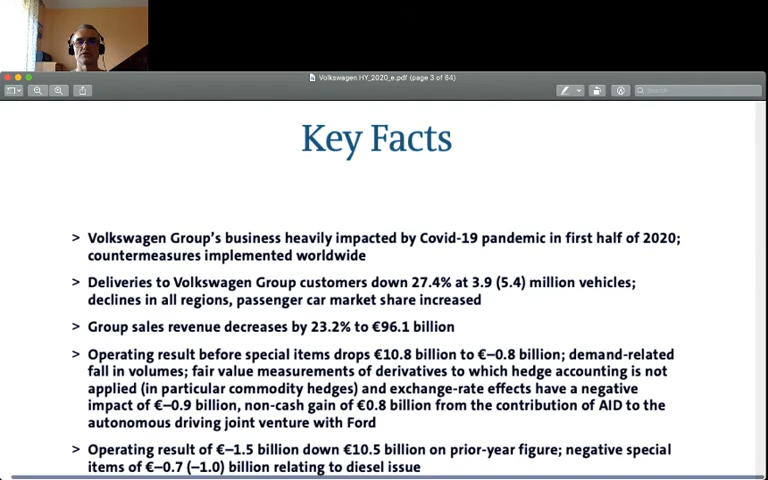 Volkswagen HY_2020_e.pdf (page 3 of 64)
Search
Key Facts
> Volkswagen Group's business heavily impacted by Covid-19 pandemic in first half of 2020;
countermeasures implemented worldwide
> Deliveries to Volkswagen Group customers down 27.4% at 3.9 (5.4) million vehicles;
declines in all regions, passenger car market share increased
> Group sales revenue decreases by 23.2% to €96.1 billion
> Operating result before special items drops €10.8 billion to €–0.8 billion; demand-related
fall in volumes; fair value measurements of derivatives to which hedge accounting is not
applied (in particular commodity hedges) and exchange-rate effects have a negative
impact of €–0.9 billion, non-cash gain of €0.8 billion from the contribution of AID to the
autonomous driving joint venture with Ford
> Operating result of €–1.5 billion down €10.5 billion on prior-year figure; negative special
items of €–0.7 (–1.0) billion relating to diesel issue